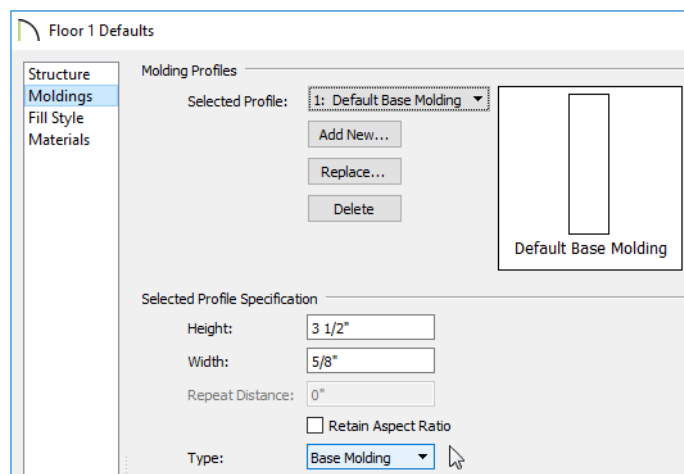 Floor 1 Defaults
Structure
Moldings
Fill Style
Materials
Molding Profiles
Selected Profile: 1: Default Base Molding
Add New...
Replace...
Delete
Default Base Molding
Selected Profile Specification
Height: 3 1/2"
Width: 5/8"
Repeat Distance: 0"
Retain Aspect Ratio
Type: Base Molding